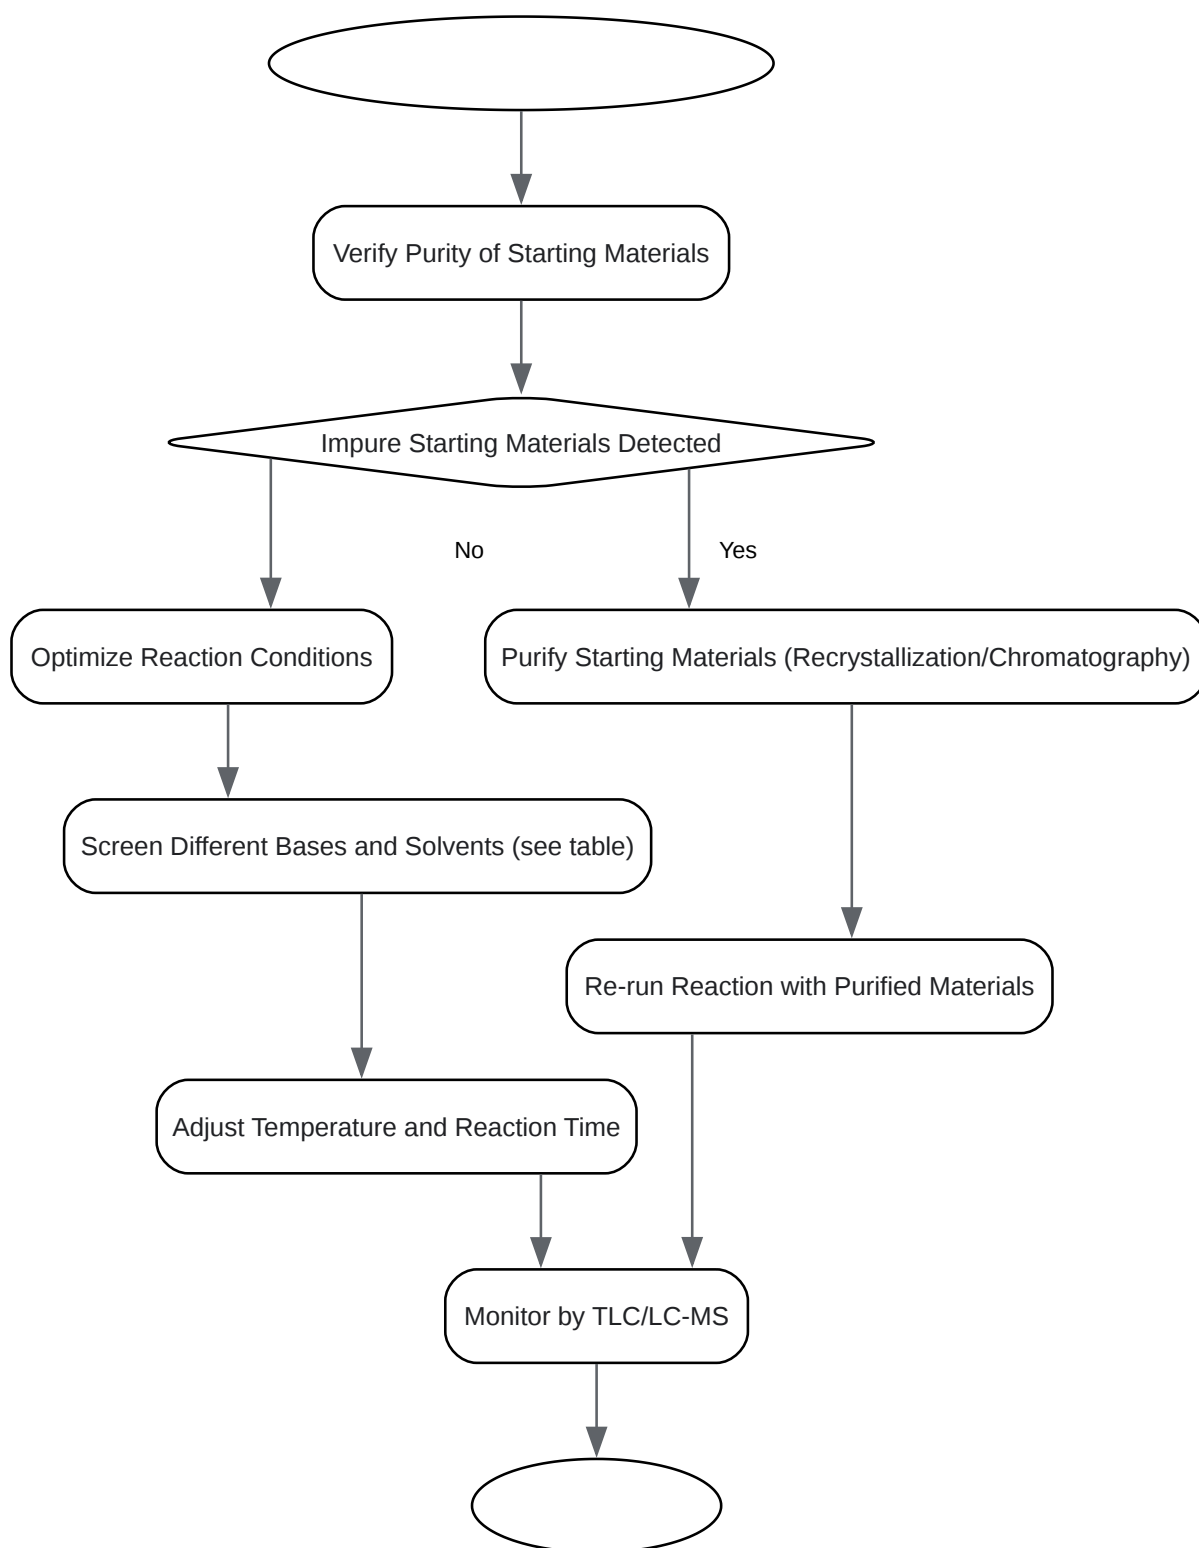 Verify Purity of Starting Materials
Impure Starting Materials Detected
No
Yes
Optimize Reaction Conditions
Purify Starting Materials (Recrystallization/Chromatography)
Screen Different Bases and Solvents (see table)
Re-run Reaction with Purified Materials
Adjust Temperature and Reaction Time
Monitor by TLC/LC-MS